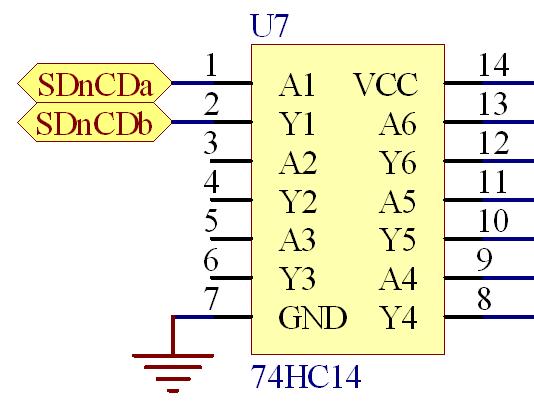 U7
SDnCDa 1 A1 VCC 14
SDnCDb 2 Y1 A6 13
3 A2 Y6 12
4 Y2 A5 11
5 A3 Y5 10
6 Y3 A4 9
7 GND Y4 8
74HC14